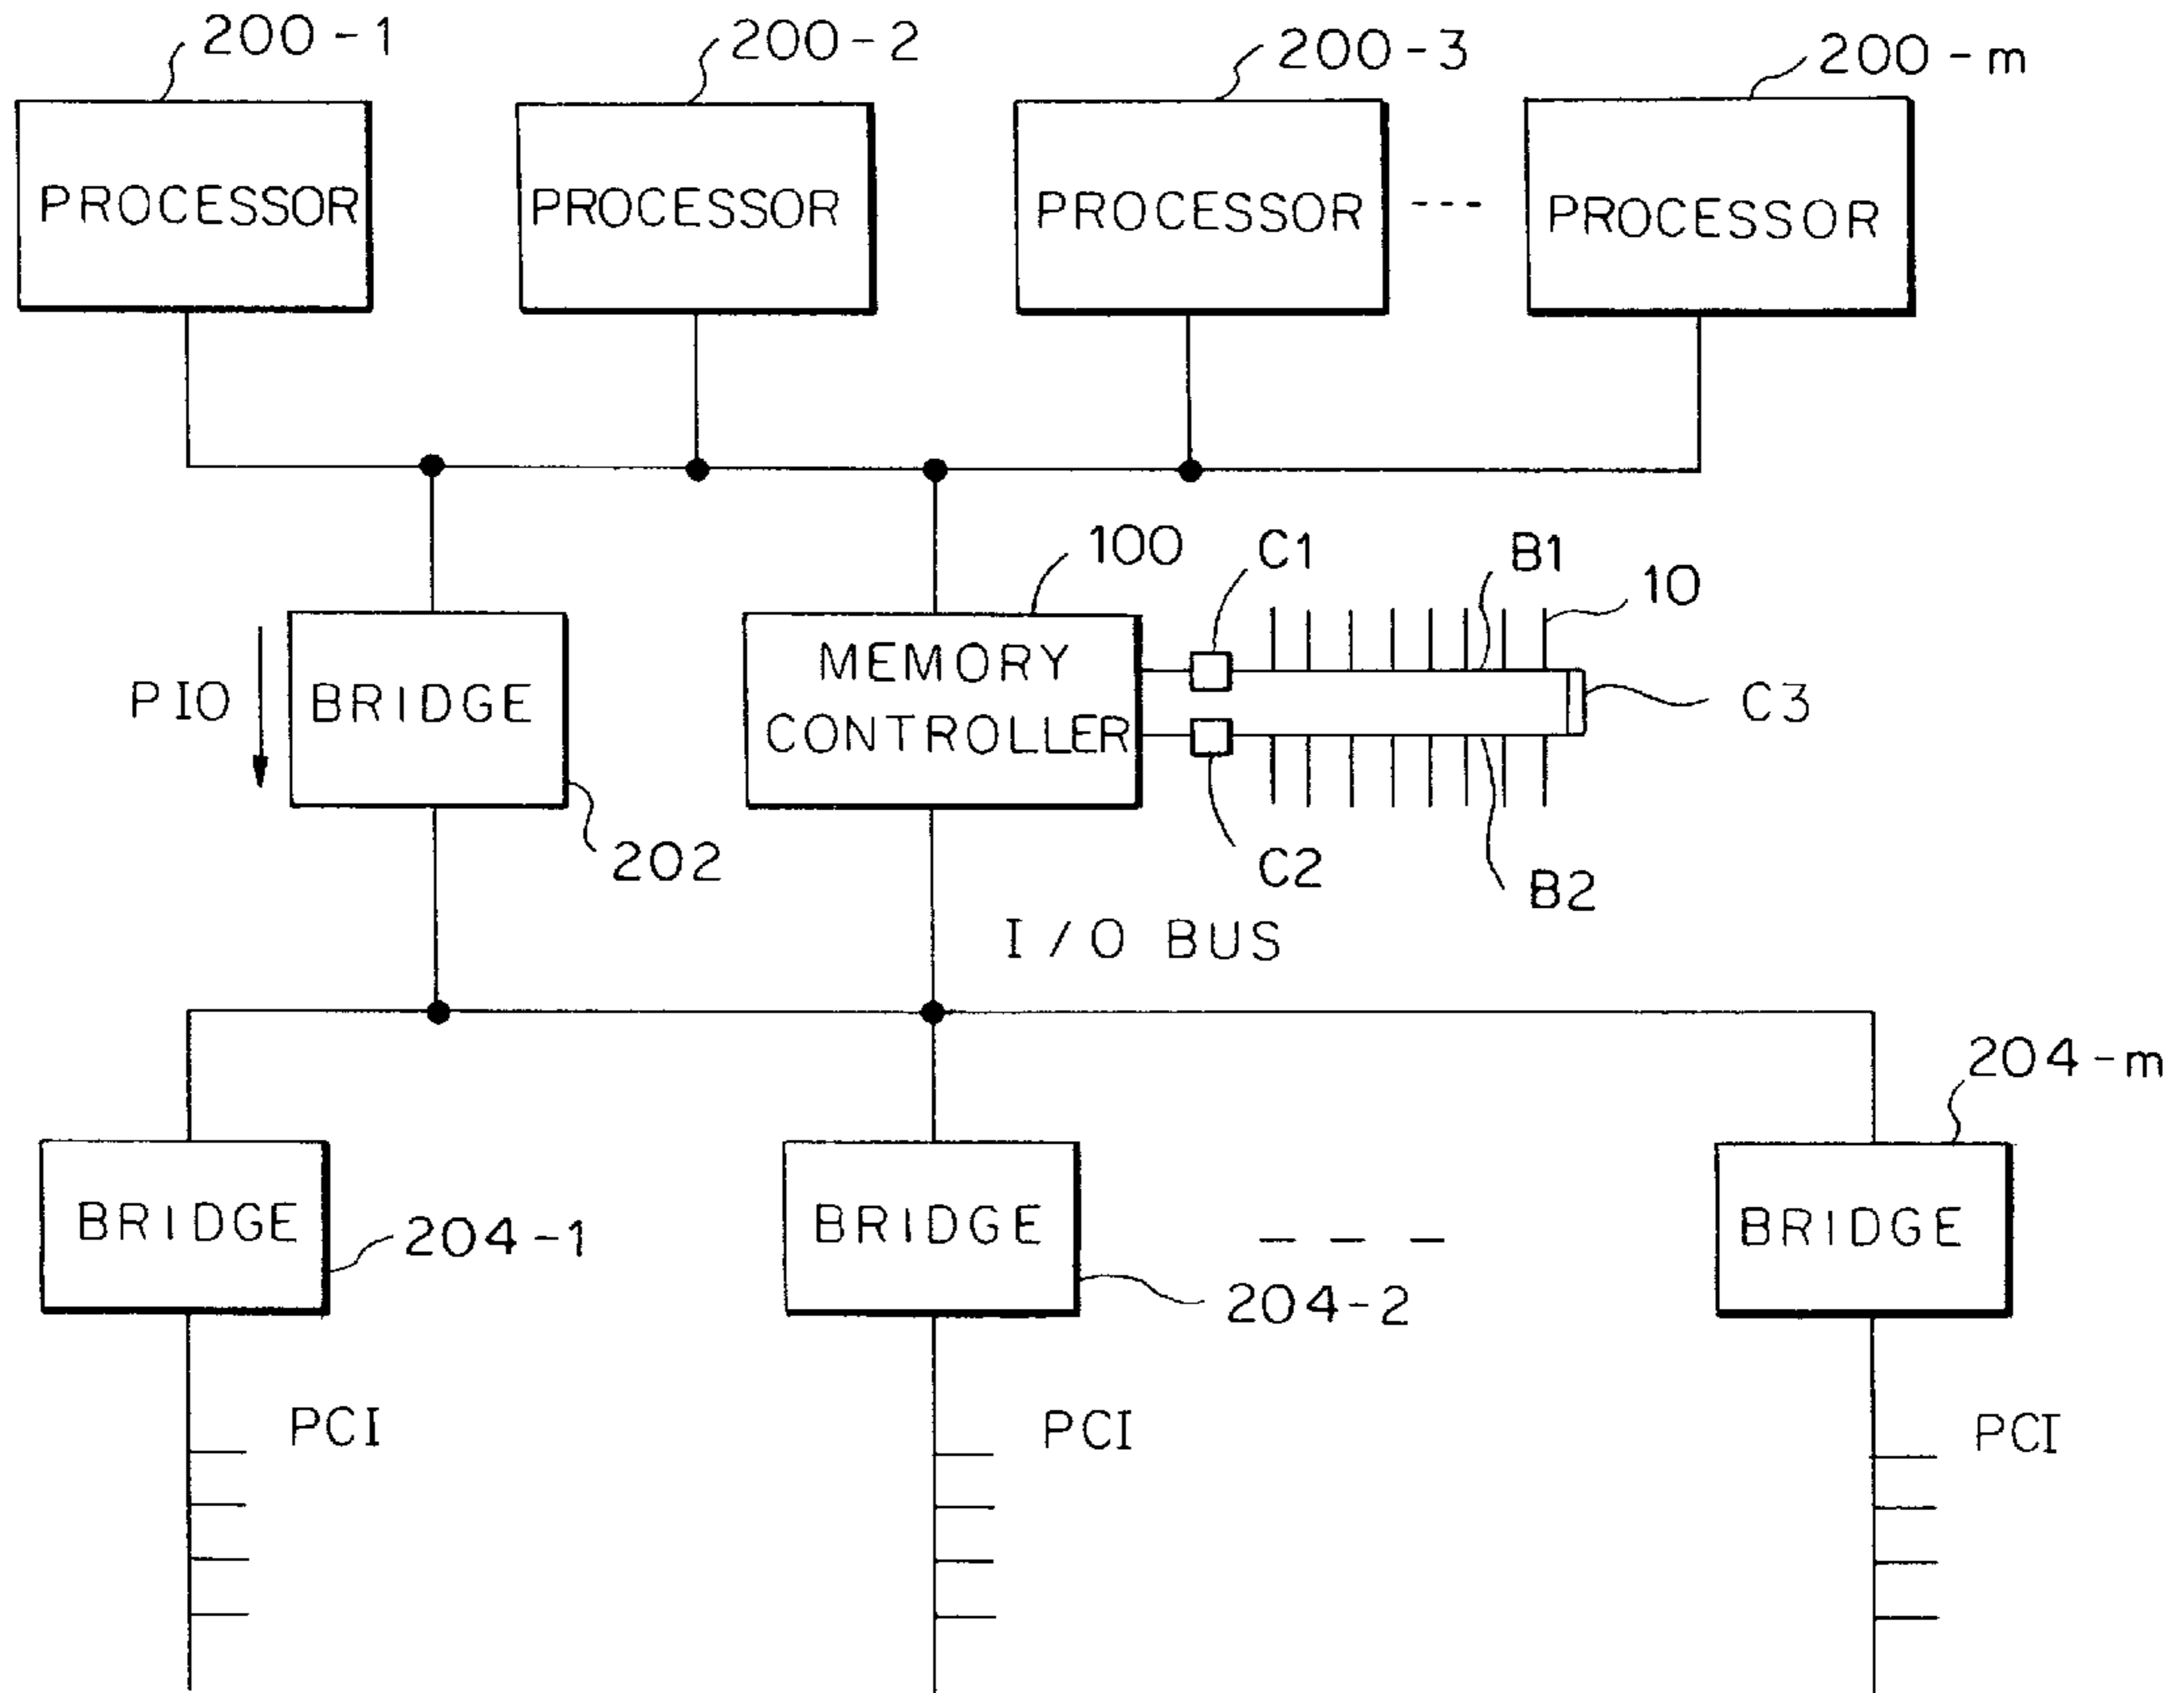 200-1
200-2
200-3
200-m
PROCESSOR
PROCESSOR
PROCESSOR
---
PROCESSOR
100
C1
B1
10
PIO
BRIDGE
MEMORY
CONTROLLER
C3
202
C2
B2
I/O BUS
204-m
BRIDGE
204-1
BRIDGE
204-2
---
BRIDGE
PCI
PCI
PCI